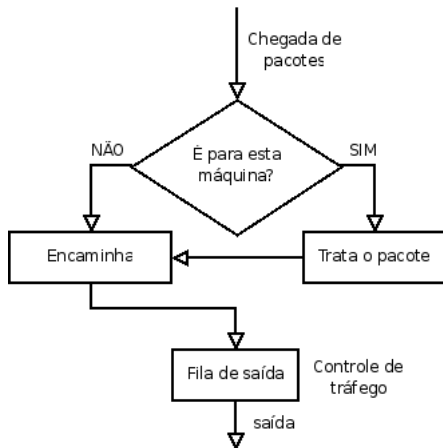 Chegada de
pacotes
NÃO
É para esta
máquina?
SIM
Encaminha
Trata o pacote
Fila de saída
Controle de
tráfego
saída